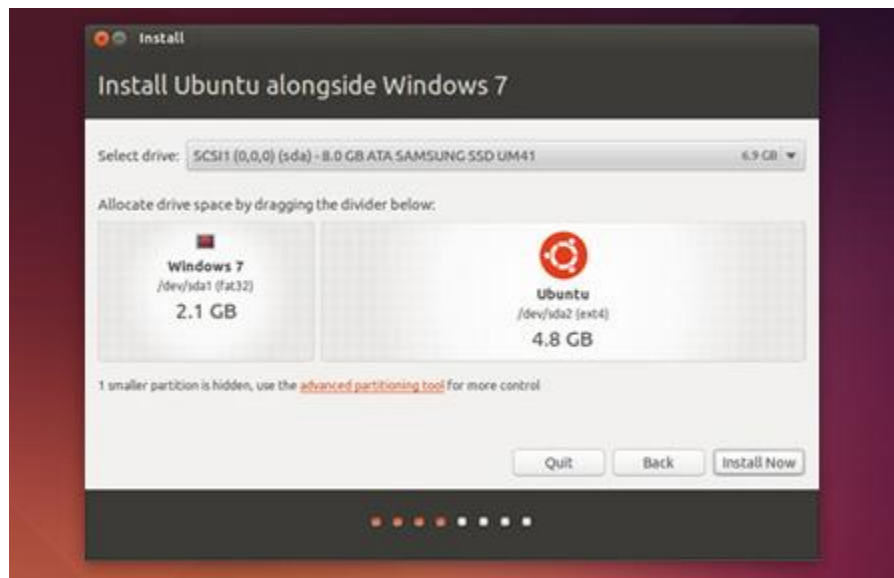 Install
Install Ubuntu alongside Windows 7
Select drive: SCSI1 (0,0,0) (sda) - 8.0 GB ATA SAMSUNG SSD UM41 6.9 GB
Allocate drive space by dragging the divider below:
Windows 7
/dev/sda1 (fat32)
2.1 GB
Ubuntu
/dev/sda2 (ext4)
4.8 GB
1 smaller partition is hidden, use the advanced partitioning tool for more control
Quit Back Install Now